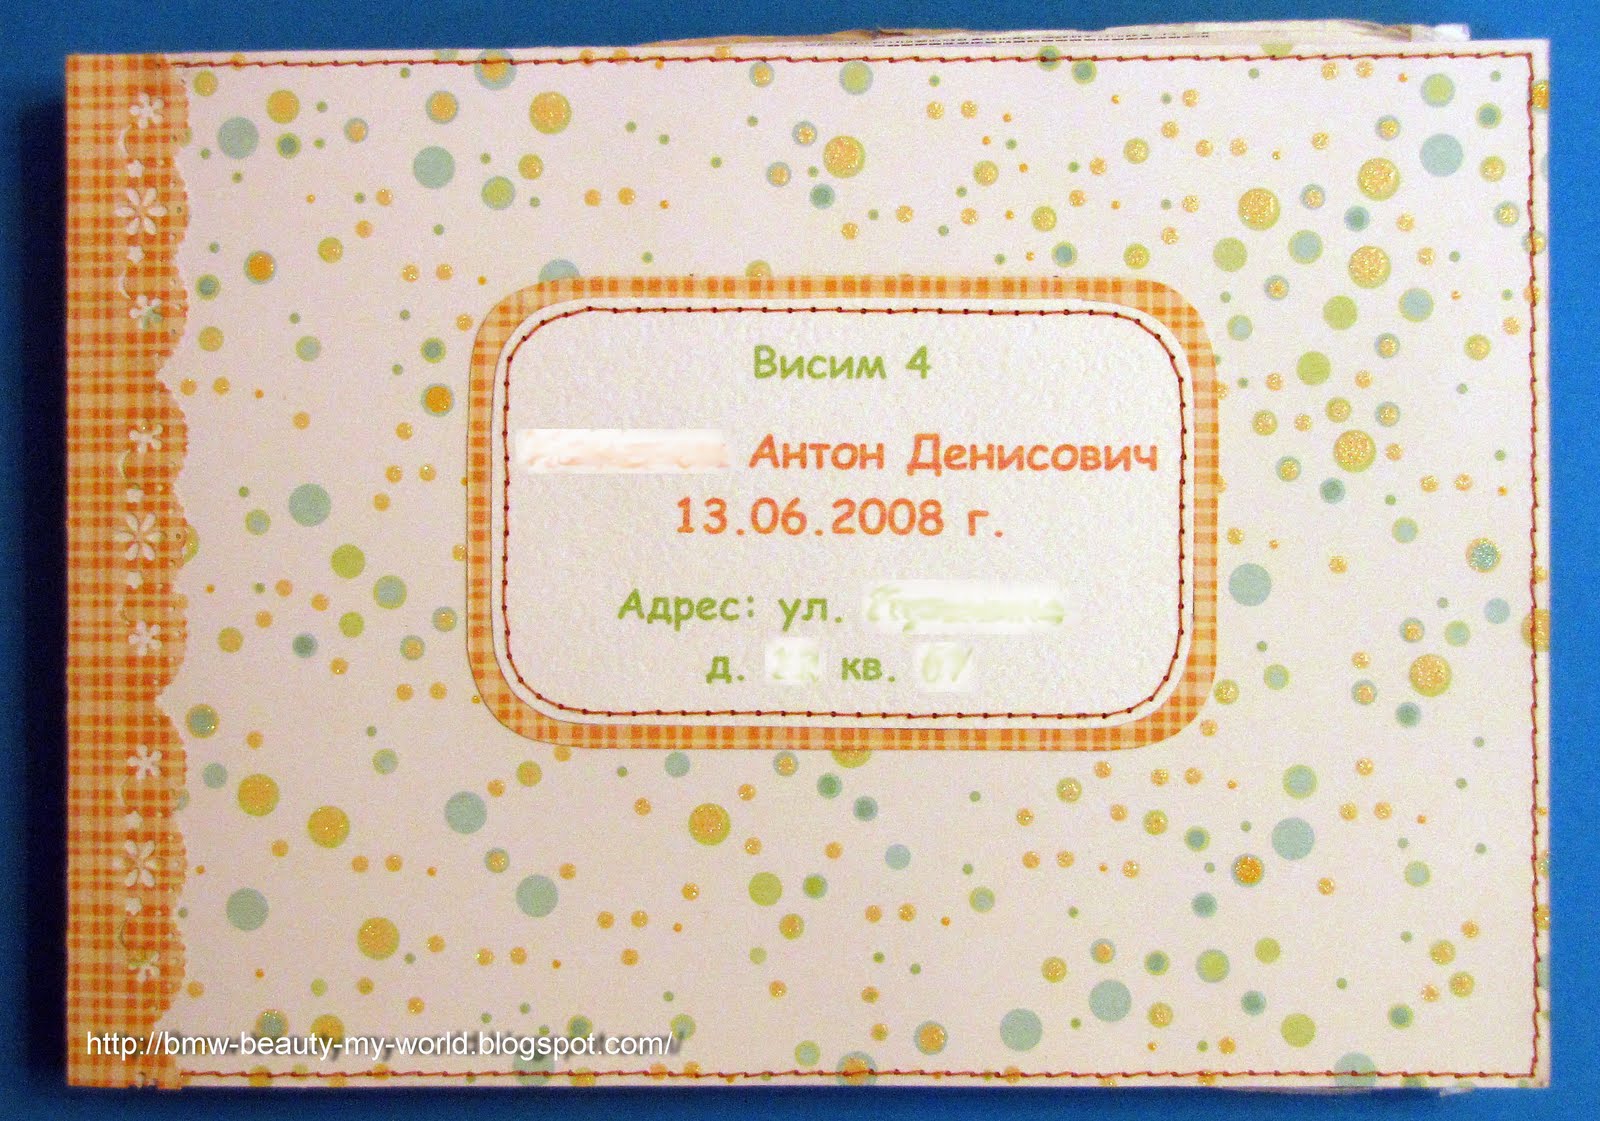 Висим 4
Антон Денисович
13.06.2008 г.
Адрес: ул.
д. кв.
http://bmw-beauty-my-world.blogspot.com/